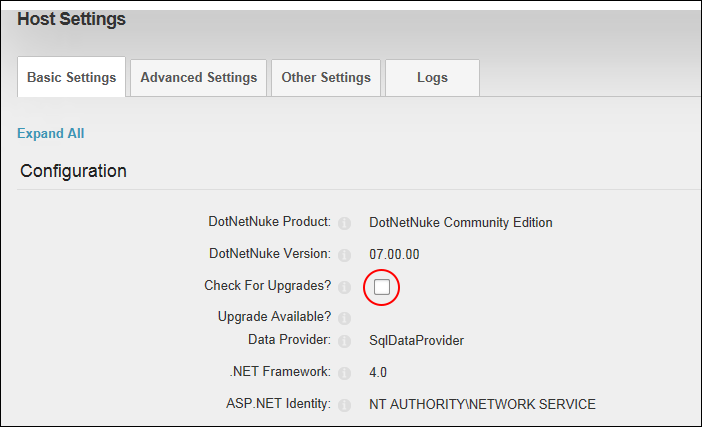 Host Settings
Basic Settings Advanced Settings Other Settings Logs
Expand All
Configuration
DotNetNuke Product: DotNetNuke Community Edition
DotNetNuke Version: 07.00.00
Check For Upgrades?
Upgrade Available?
Data Provider: SqlDataProvider
.NET Framework: 4.0
ASP.NET Identity: NT AUTHORITY\NETWORK SERVICE